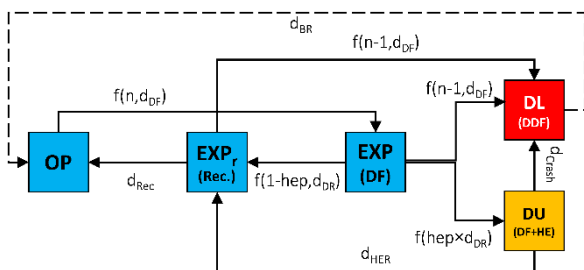 d_BR
f(n-1,d_DF)
f(n,d_DF)
f(n-1,d_DF)
DL
(DDF)
OP
EXP_r
(Rec.)
EXP
(DF)
d_Crash
d_Rec
f(1-hep,d_DR)
DU
(DF+HE)
f(hep×d_DR)
d_HER